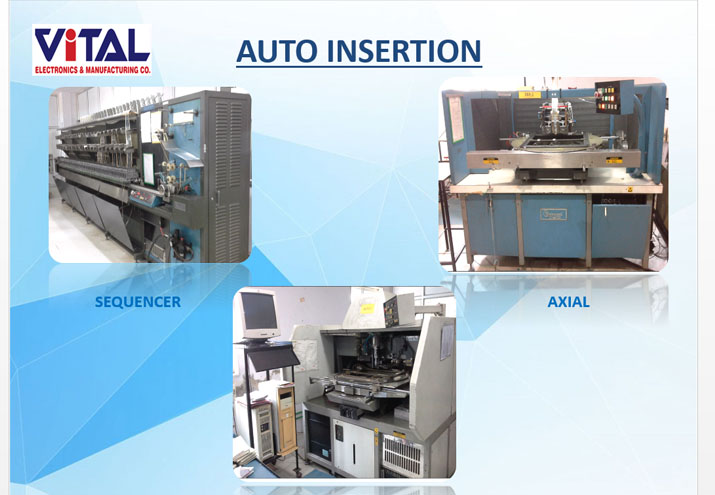 ViTAL
ELECTRONICS & MANUFACTURING CO.
AUTO INSERTION
SEQUENCER
AXIAL